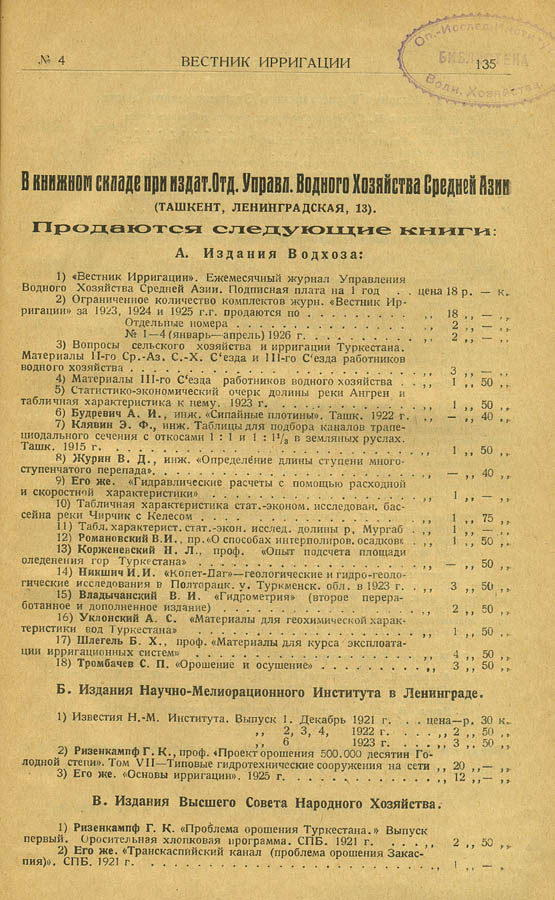 № 4 ВЕСТНИК ИРРИГАЦИИ 135
Оп.-Исслед. Институт
БИБЛИОТЕКА
Водн. Хозяйства
В книжном складе при издат. Отд. Управл. Водного Хозяйства Средней Азии
(ТАШКЕНТ, ЛЕНИНГРАДСКАЯ, 13).
Продаются следующие книги:
А. Издания Водхоза:
1) «Вестник Ирригации». Ежемесячный журнал Управления
Водного Хозяйства Средней Азии. Подписная плата на 1 год . . цена 18 р. — к.
2) Ограниченное количество комплектов журн. «Вестник Ир-
ригации» за 1923, 1924 и 1925 г.г. продаются по . . . . . . . . . ,, 18 ,, — ,,
Отдельные номера . . . . . . . . . . . . . . ,, 2 ,, — ,,
№ 1—4 (январь—апрель) 1926 г. . . . . . . . . ,, 2 ,, — ,,
3) Вопросы сельского хозяйства и ирригации Туркестана.
Материалы II-го Ср.-Аз. С.-Х. С'езда и III-го С'езда работников
водного хозяйства . . . . . . . . . . . . . . . . . . . . . . ,, 3 ,, — ,,
4) Материалы III-го С'езда работников водного хозяйства . . ,, 1 ,, 50 ,,
5) Статистико-экономический очерк долины реки Ангрен и
табличная характеристика к нему. 1923 г. . . . . . . . . . . . ,, 1 ,, 50 ,,
6) Будревич А. И., инж. «Сипайные плотины». Ташк. 1922 г. . ,, — ,, 40 ,,
7) Клявин Э. Ф., инж. Таблицы для подбора каналов трапе-
циодального сечения с откосами 1 : 1 и 1 : 1¹/₂ в земляных руслах.
Ташк. 1915 г. . . . . . . . . . . . . . . . . . . . . . . . . ,, 1 ,, 50 ,,
8) Журин В. Д., инж. «Определение длины ступени много-
ступенчатого перепада». . . . . . . . . . . . . . . . . . . . ,, — ,, 40 ,,
9) Его же. «Гидравлические расчеты с помощью расходной
и скоростной характеристики» . . . . . . . . . . . . . . . . ,, 1 ,, — ,,
10) Табличная характеристика стат.-эконом. исследован. бас-
сейна реки Чирчик с Келесом . . . . . . . . . . . . . . . . . ,, 1 ,, 75 ,,
11) Табл. характерист. стат.-экон. исслед. долины р. Мургаб . ,, 1 ,, — ,,
12) Романовский В.И., пр. «О способах интерполиров. осадков» . ,, 1 ,, 50 ,,
13) Корженевский Н. Л., проф. «Опыт подсчета площади
оледенения гор Туркестана» . . . . . . . . . . . . . . . . . . ,, — ,, 50 ,,
14) Никшич И. И. «Копет-Даг»—геологические и гидро-геоло-
гические исследования в Полторацк. у. Туркменск. обл. в 1923 г. . ,, 3 ,, 50 ,,
15) Владычанский В. И. «Гидрометрия» (второе перера-
ботанное и дополненное издание) . . . . . . . . . . . . . . . ,, 2 ,, 50 ,,
16) Уклонский А. С. «Материалы для геохимической харак-
теристики вод Туркестана» . . . . . . . . . . . . . . . . . . ,, 1 ,, 50 ,,
17) Шлегель Б. Х., проф. «Материалы для курса эксплоата-
ции ирригационных систем» . . . . . . . . . . . . . . . . . . ,, 4 ,, 50 ,,
18) Тромбачев С. П. «Орошение и осушение» . . . . . . . . . ,, 3 ,, 50 ,,
Б. Издания Научно-Мелиорационного Института в Ленинграде.
1) Известия Н.-М. Института. Выпуск 1. Декабрь 1921 г. . . цена—р. 30 к.
,, 2, 3, 4, 1922 г. . . . . ,, 2 ,, 50 ,,
,, 6 1923 г. . . . . ,, 3 ,, 50 ,,
2) Ризенкампф Г. К., проф. «Проект орошения 500.000 десятин Го-
лодной степи». Том VII—Типовые гидротехнические сооружения на сети ,, 20 ,, — ,,
3) Его же. «Основы ирригации». 1925 г. . . . . . . . . . . . . ,, 12 ,, — ,,
В. Издания Высшего Совета Народного Хозяйства.
1) Ризенкампф Г. К. «Проблема орошения Туркестана.» Выпуск
первый. Оросительная хлопковая программа. СПБ. 1921 г. . . . . ,, 2 ,, 50 ,,
2) Его же. «Транскаспийский канал (проблема орошения Закас-
пия)». СПБ. 1921 г. . . . . . . . . . . . . . . . . . . . . . ,, 1 ,, — ,,